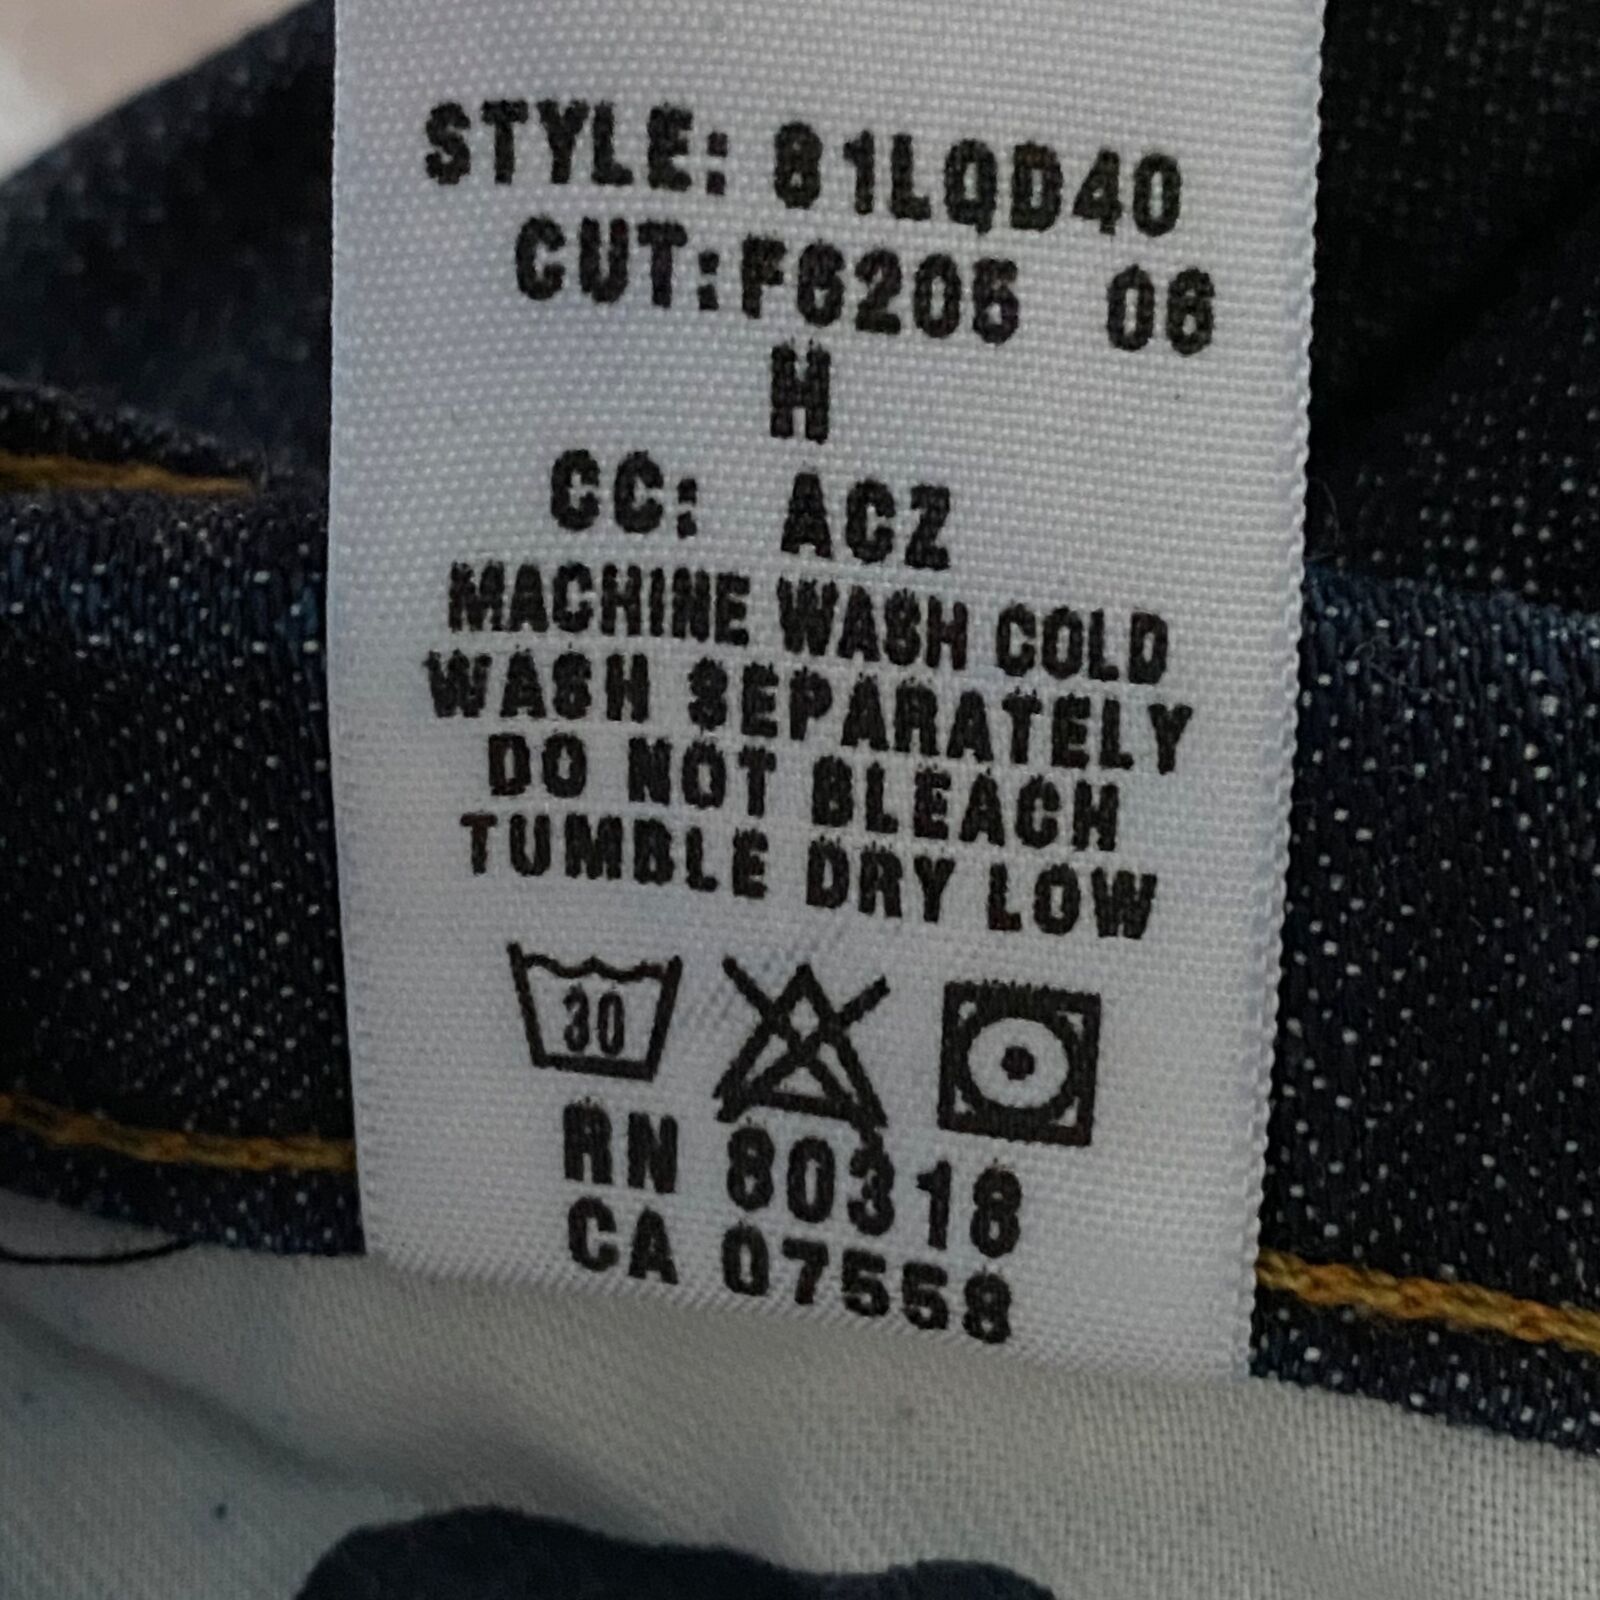 STYLE: 81LQD40
CUT:F6205 06
H
CC: ACZ
MACHINE WASH COLD
WASH SEPARATELY
DO NOT BLEACH
TUMBLE DRY LOW
30
RN 80318
CA 07558